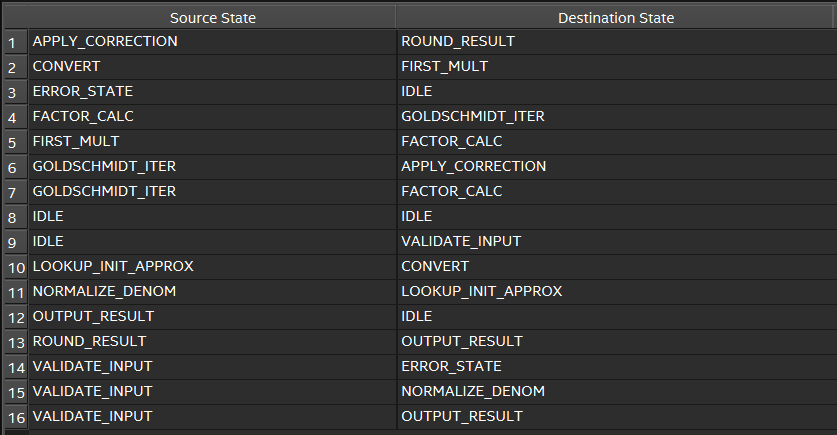 Source State Destination State
1 APPLY_CORRECTION ROUND_RESULT
2 CONVERT FIRST_MULT
3 ERROR_STATE IDLE
4 FACTOR_CALC GOLDSCHMIDT_ITER
5 FIRST_MULT FACTOR_CALC
6 GOLDSCHMIDT_ITER APPLY_CORRECTION
7 GOLDSCHMIDT_ITER FACTOR_CALC
8 IDLE IDLE
9 IDLE VALIDATE_INPUT
10 LOOKUP_INIT_APPROX CONVERT
11 NORMALIZE_DENOM LOOKUP_INIT_APPROX
12 OUTPUT_RESULT IDLE
13 ROUND_RESULT OUTPUT_RESULT
14 VALIDATE_INPUT ERROR_STATE
15 VALIDATE_INPUT NORMALIZE_DENOM
16 VALIDATE_INPUT OUTPUT_RESULT